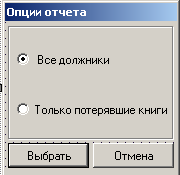 Опции отчета
Все должники
Только потерявшие книги
Выбрать
Отмена